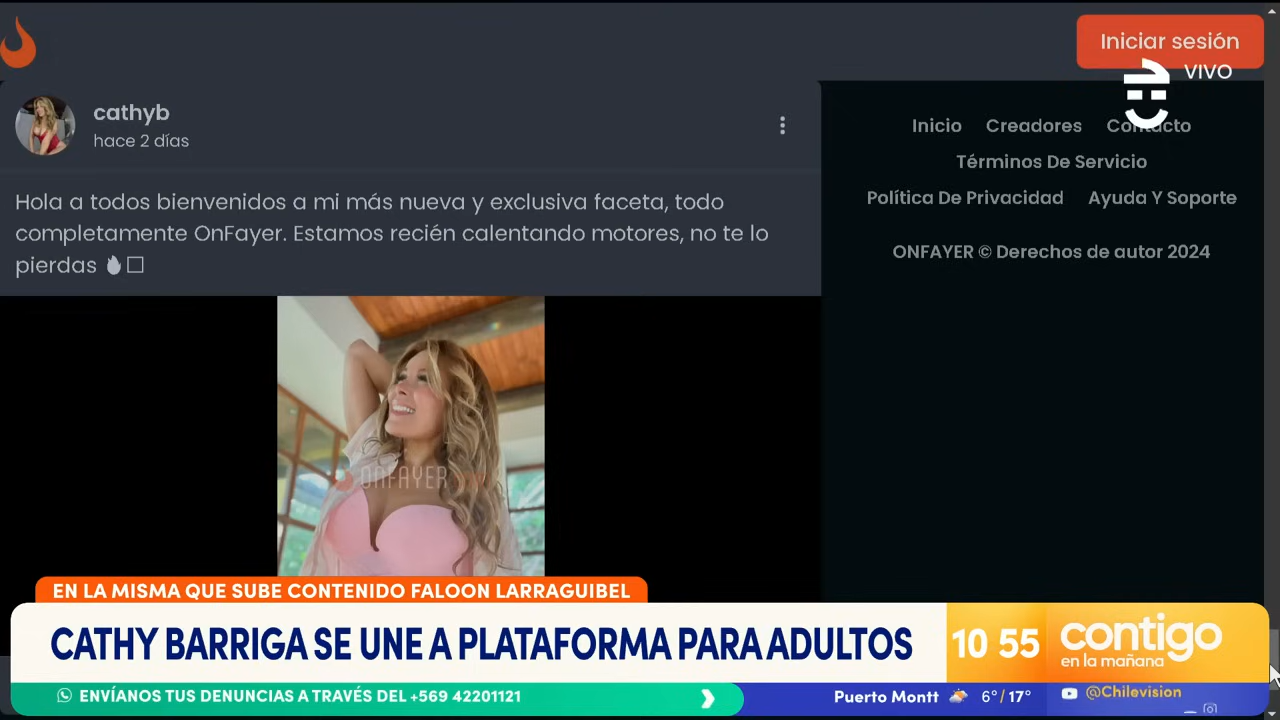 Iniciar sesión
VIVO
cathyb
hace 2 días
Inicio Creadores Contacto
Términos De Servicio
Política De Privacidad Ayuda Y Soporte
ONFAYER © Derechos de autor 2024
Hola a todos bienvenidos a mi más nueva y exclusiva faceta, todo
completamente OnFayer. Estamos recién calentando motores, no te lo
pierdas
ONFAYER
EN LA MISMA QUE SUBE CONTENIDO FALOON LARRAGUIBEL
CATHY BARRIGA SE UNE A PLATAFORMA PARA ADULTOS
10 55
contigo
en la mañana
ENVÍANOS TUS DENUNCIAS A TRAVÉS DEL +569 42201121
Puerto Montt 6°/17°
@Chilevision